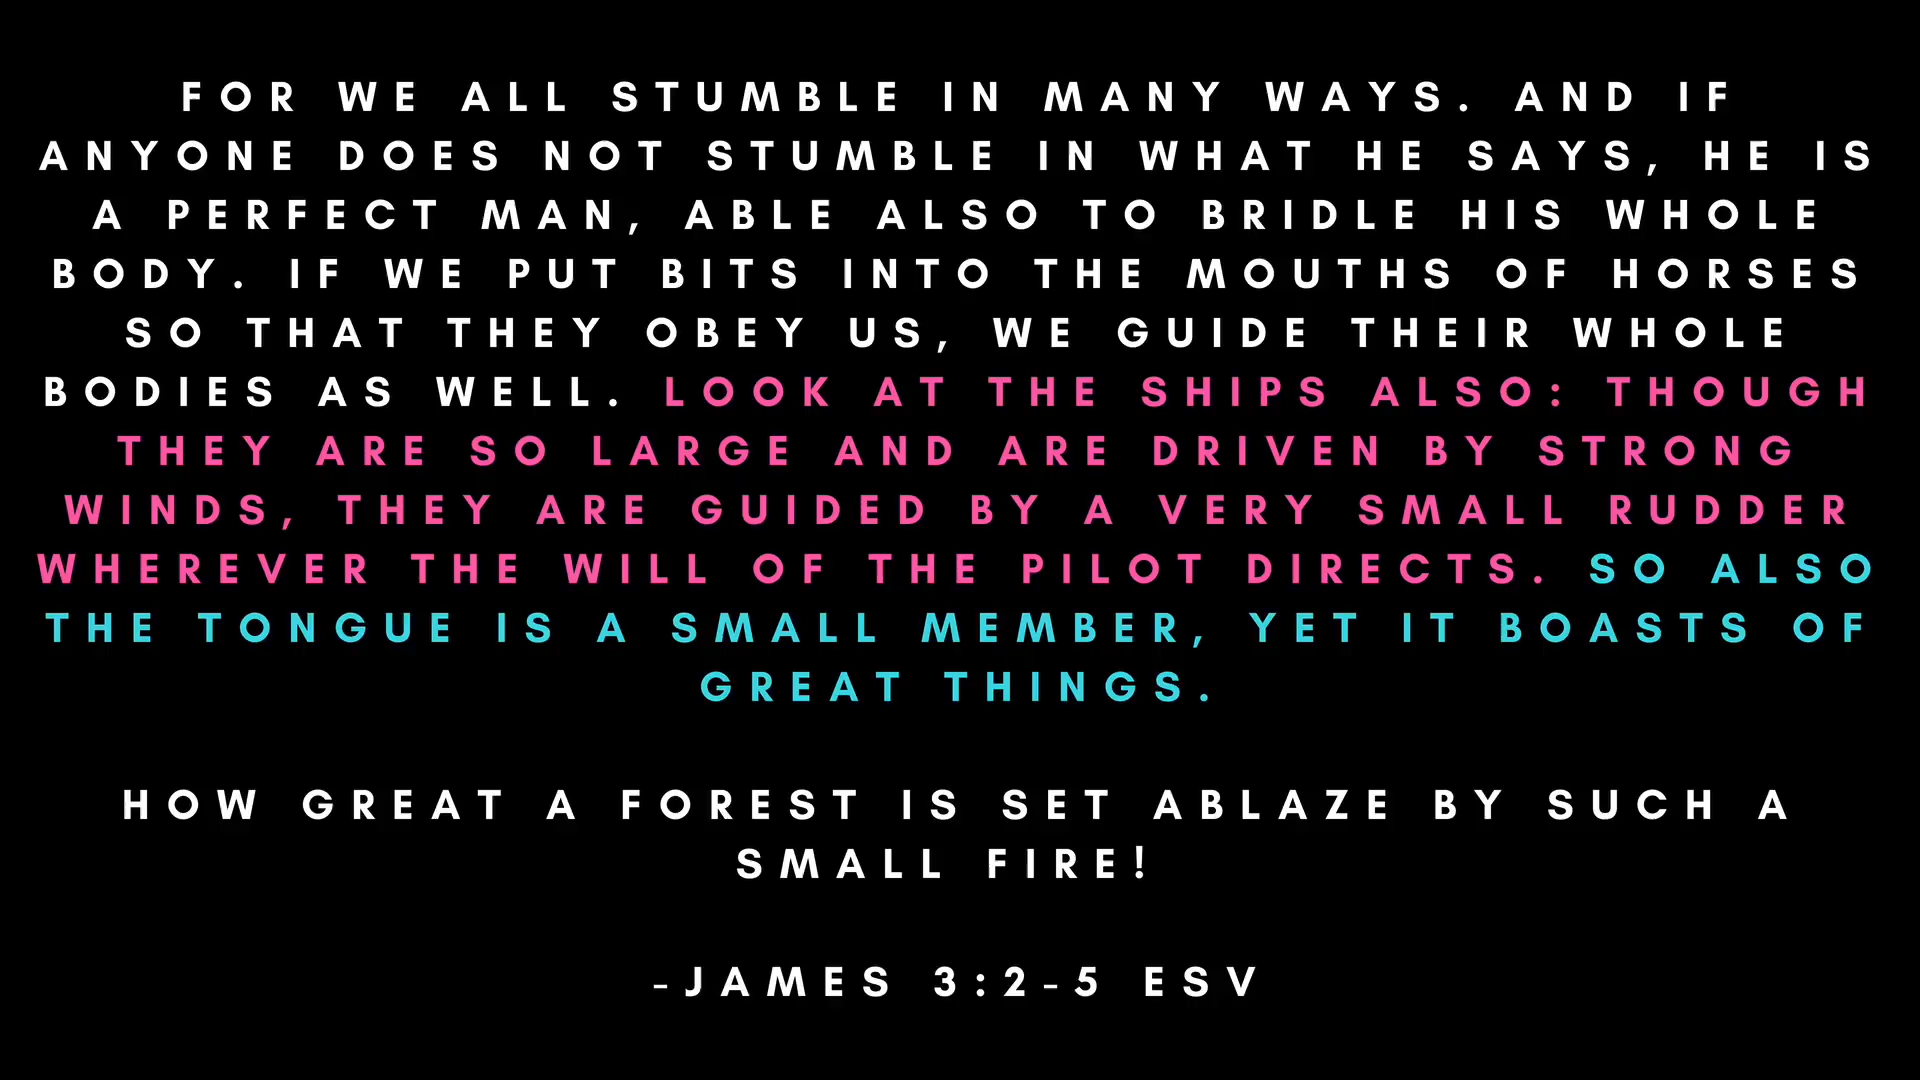 FOR WE ALL STUMBLE IN MANY WAYS. AND IF
ANYONE DOES NOT STUMBLE IN WHAT HE SAYS, HE IS
A PERFECT MAN, ABLE ALSO TO BRIDLE HIS WHOLE
BODY. IF WE PUT BITS INTO THE MOUTHS OF HORSES
SO THAT THEY OBEY US, WE GUIDE THEIR WHOLE
BODIES AS WELL. LOOK AT THE SHIPS ALSO: THOUGH
THEY ARE SO LARGE AND ARE DRIVEN BY STRONG
WINDS, THEY ARE GUIDED BY A VERY SMALL RUDDER
WHEREVER THE WILL OF THE PILOT DIRECTS. SO ALSO
THE TONGUE IS A SMALL MEMBER, YET IT BOASTS OF
GREAT THINGS.
HOW GREAT A FOREST IS SET ABLAZE BY SUCH A
SMALL FIRE!
-JAMES 3:2-5 ESV